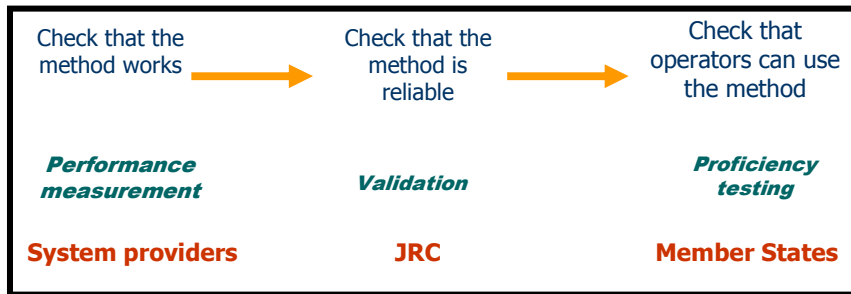 Check that the
method works
Check that the
method is
reliable
Check that
operators can use
the method
Performance
measurement
Validation
Proficiency
testing
System providers
JRC
Member States